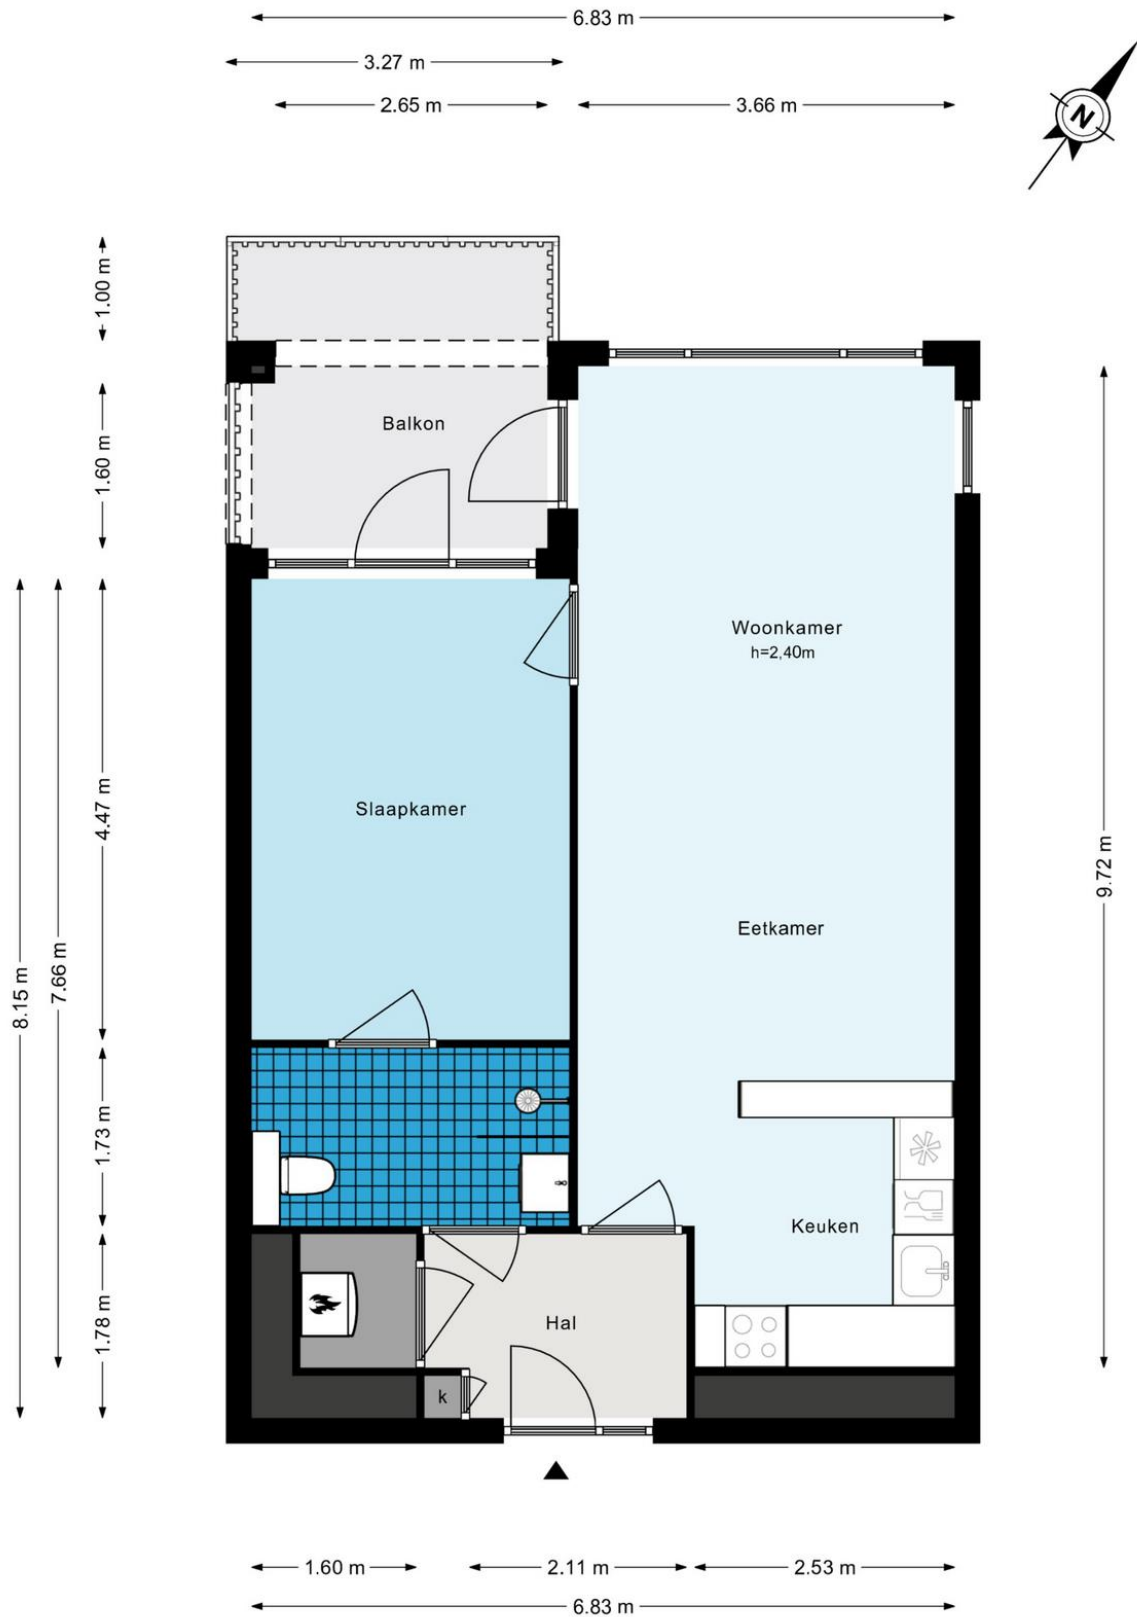 6.83 m
3.27 m
2.65 m
3.66 m
N
1.00 m
1.60 m
Balkon
Woonkamer
h=2,40m
4.47 m
Slaapkamer
9.72 m
Eetkamer
7.66 m
8.15 m
1.73 m
Keuken
1.78 m
Hal
k
1.60 m
2.11 m
2.53 m
6.83 m